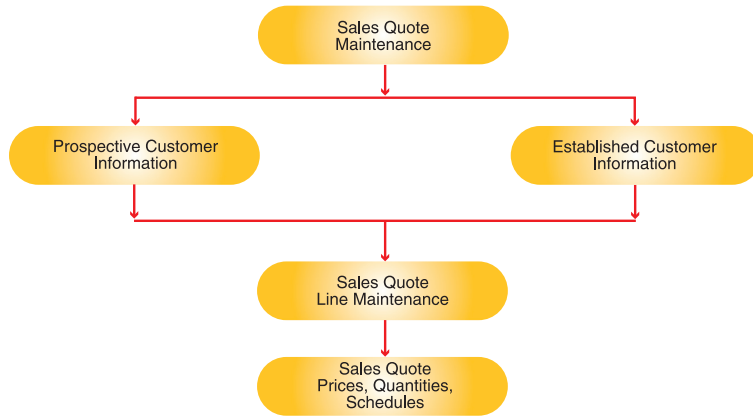 Sales Quote
Maintenance
Prospective Customer
Information
Established Customer
Information
Sales Quote
Line Maintenance
Sales Quote
Prices, Quantities,
Schedules